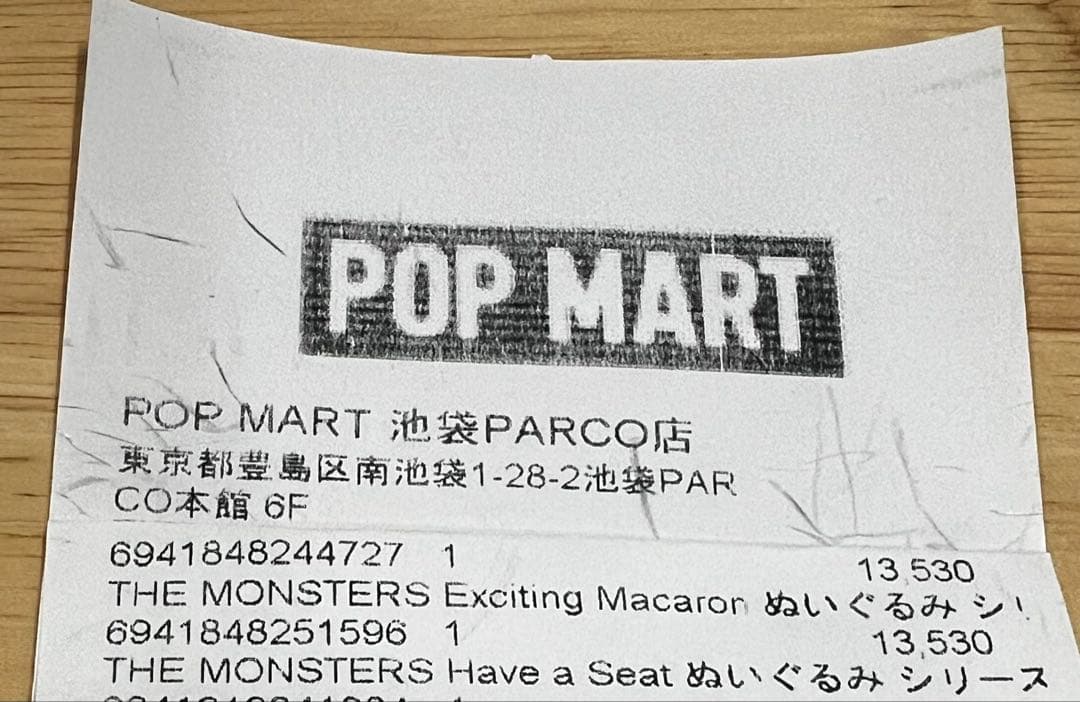 POP MART
POP MART 池袋PARCO店
東京都豊島区南池袋1-28-2池袋PAR
CO本館 6F
6941848244727 1 13,530
THE MONSTERS Exciting Macaron ぬいぐるみ シ
6941848251596 1 13,530
THE MONSTERS Have a Seat ぬいぐるみ シリース